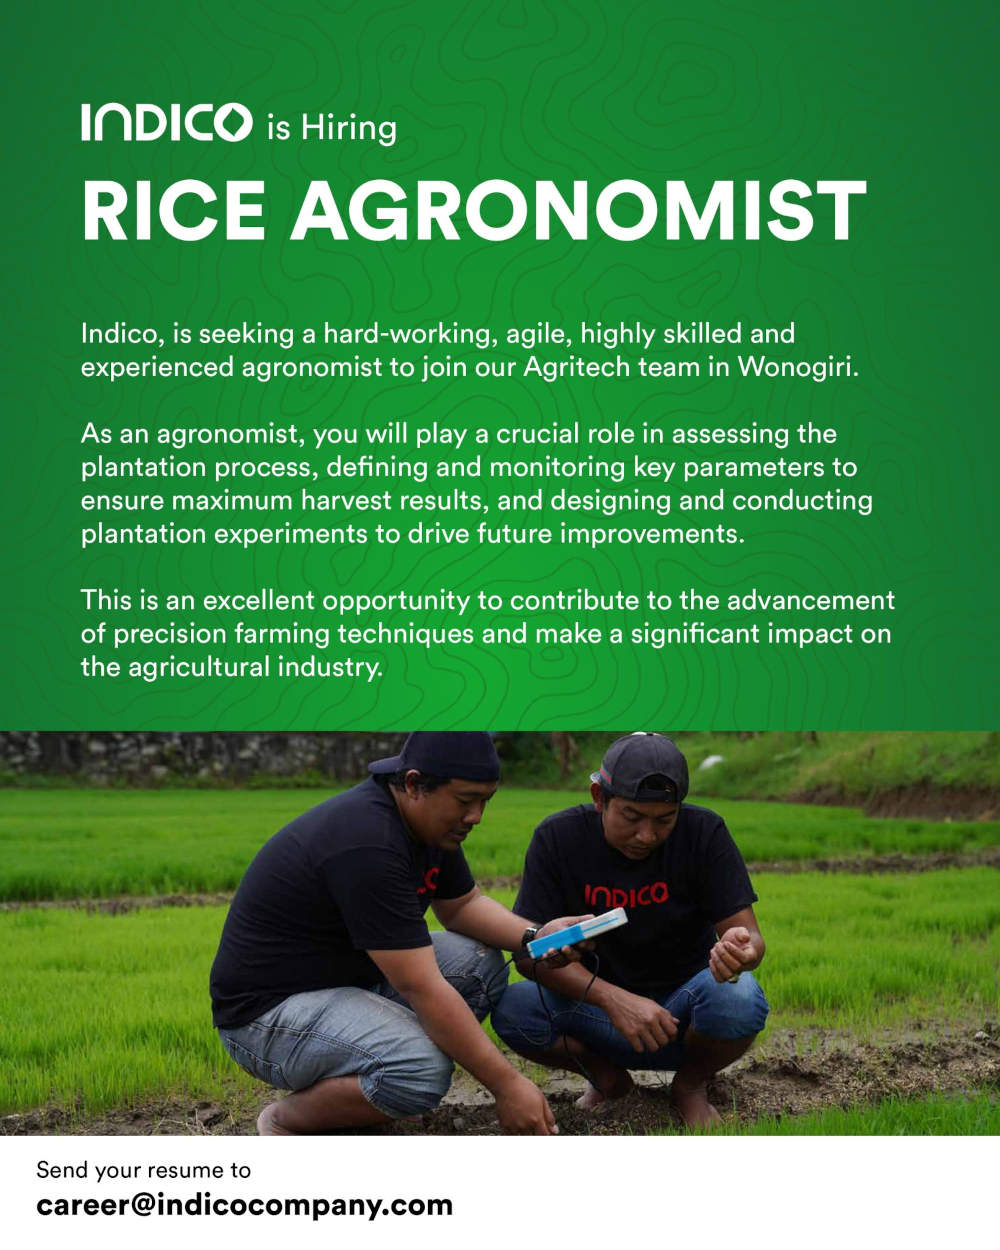 INDICO is Hiring
RICE AGRONOMIST
Indico, is seeking a hard-working, agile, highly skilled and
experienced agronomist to join our Agritech team in Wonogiri.
As an agronomist, you will play a crucial role in assessing the
plantation process, defining and monitoring key parameters to
ensure maximum harvest results, and designing and conducting
plantation experiments to drive future improvements.
This is an excellent opportunity to contribute to the advancement
of precision farming techniques and make a significant impact on
the agricultural industry.
INDICO
Send your resume to
career@indicocompany.com